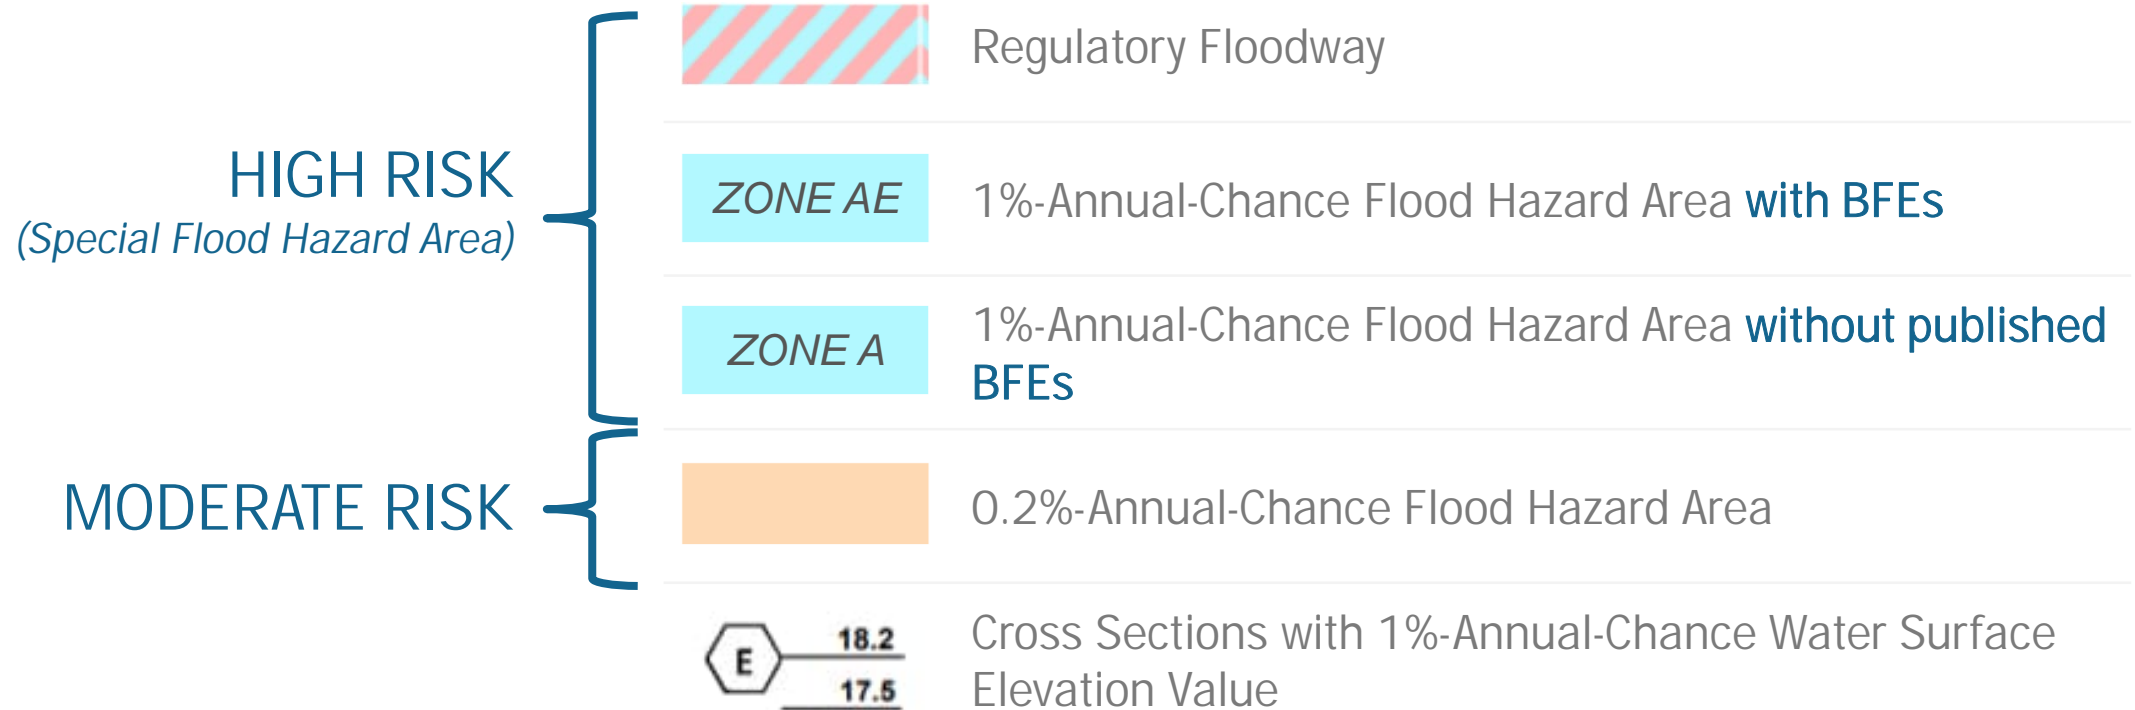 Regulatory Floodway
HIGH RISK
(Special Flood Hazard Area)
ZONE AE
1%-Annual-Chance Flood Hazard Area with BFEs
ZONE A
1%-Annual-Chance Flood Hazard Area without published
BFEs
MODERATE RISK
0.2%-Annual-Chance Flood Hazard Area
E
18.2
17.5
Cross Sections with 1%-Annual-Chance Water Surface
Elevation Value